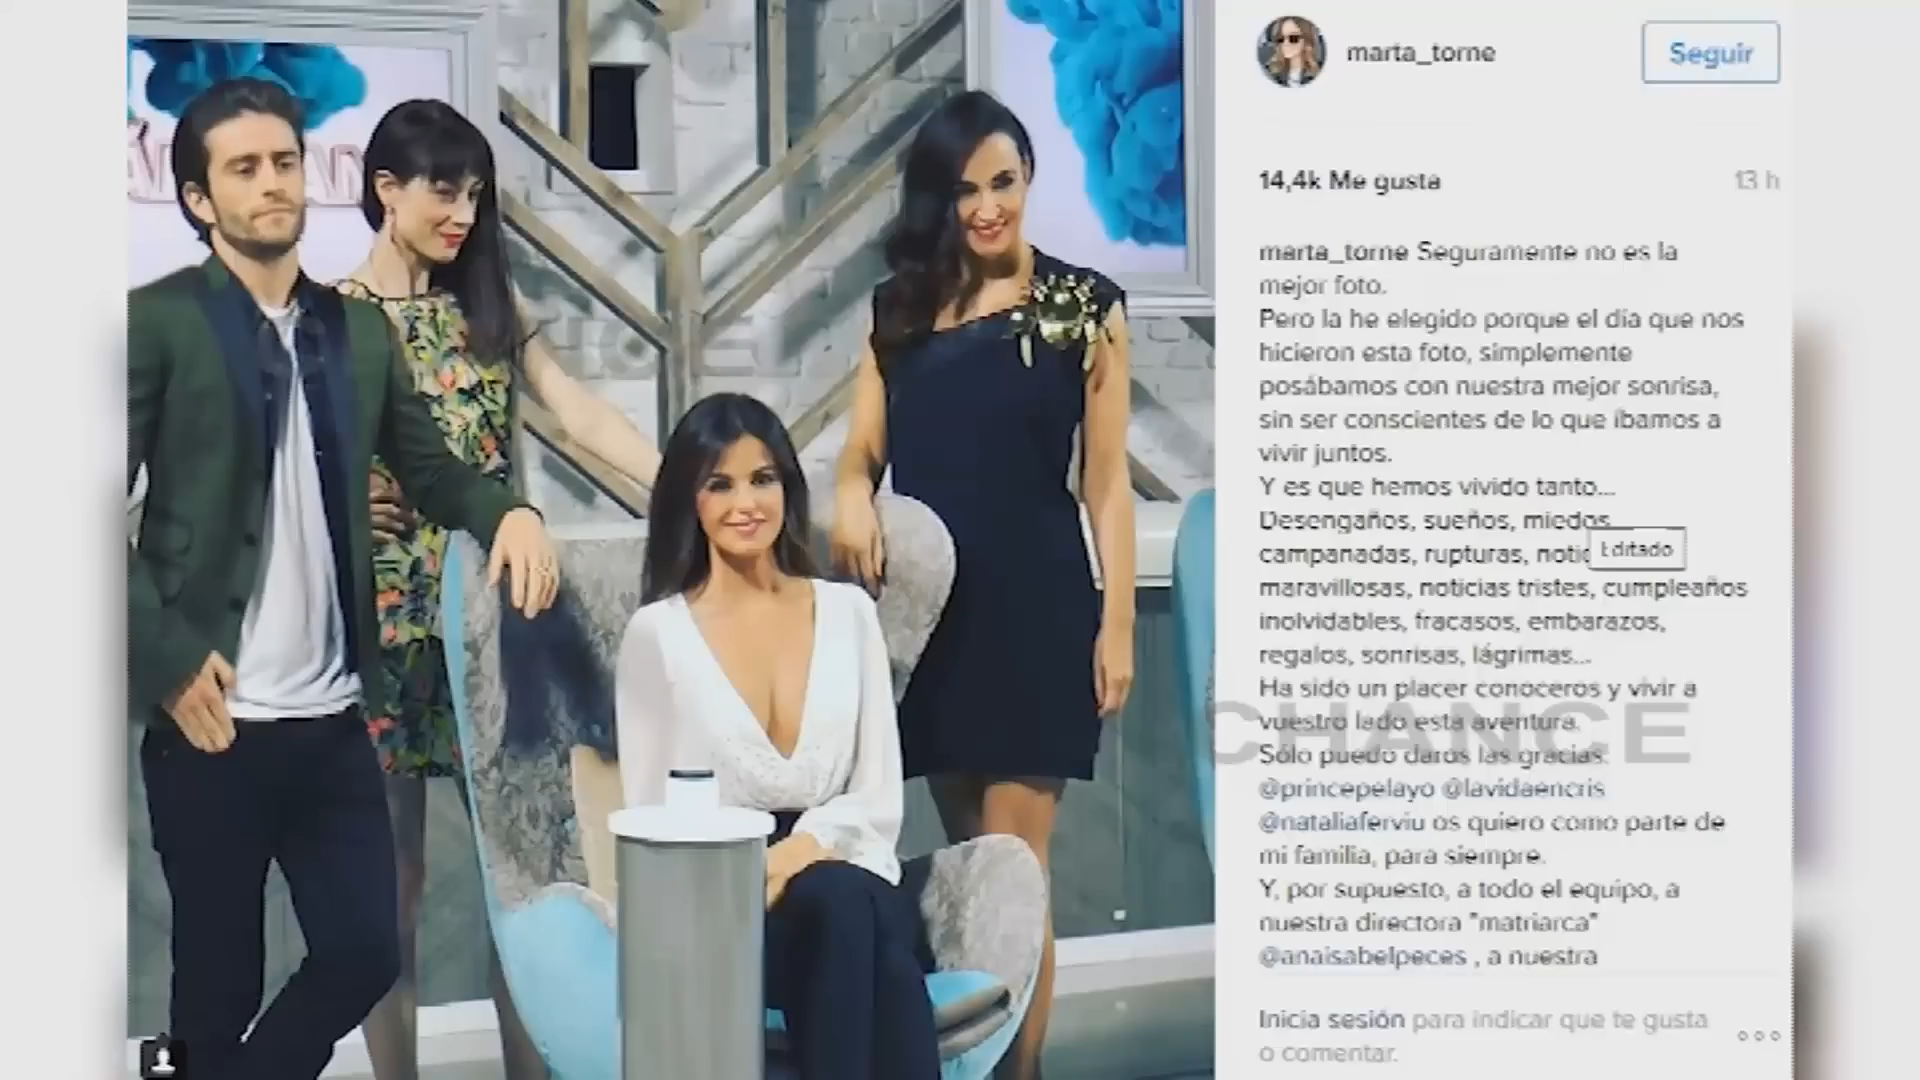 marta_torne
Seguir
14,4k Me gusta
13 h
marta_torne Seguramente no es la
mejor foto.
Pero la he elegido porque el día que nos
hicieron esta foto, simplemente
posábamos con nuestra mejor sonrisa,
sin ser conscientes de lo que íbamos a
vivir juntos.
Y es que hemos vivido tanto...
Desengaños, sueños, miedos,
campanadas, rupturas, notic
Editado
maravillosas, noticias tristes, cumpleaños
inolvidables, fracasos, embarazos,
regalos, sonrisas, lágrimas...
Ha sido un placer conoceros y vivir a
vuestro lado esta aventura.
Sólo puedo daros las gracias.
@princepelayo @lavidaencris
@nataliaferviu os quiero como parte de
mi familia, para siempre.
Y, por supuesto, a todo el equipo, a
nuestra directora "matriarca"
@anaisabelpeces , a nuestra
Inicia sesión para indicar que te gusta
o comentar.
CHANCE